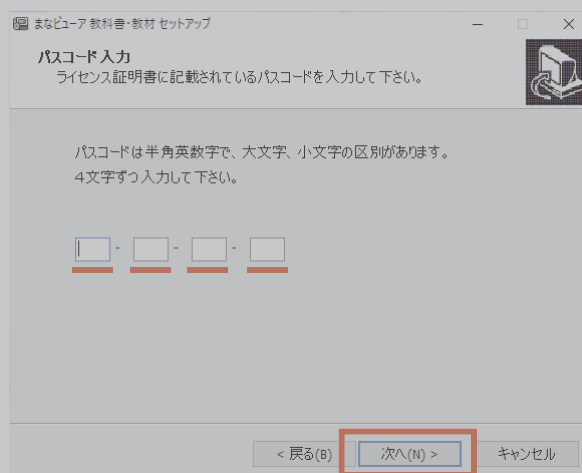 まなビューア 教科書・教材 セットアップ
パスコード入力
ライセンス証明書に記載されているパスコードを入力して下さい。
パスコードは半角英数字で、大文字、小文字の区別があります。
4文字ずつ入力して下さい。
- - -
< 戻る(B) 次へ(N) > キャンセル